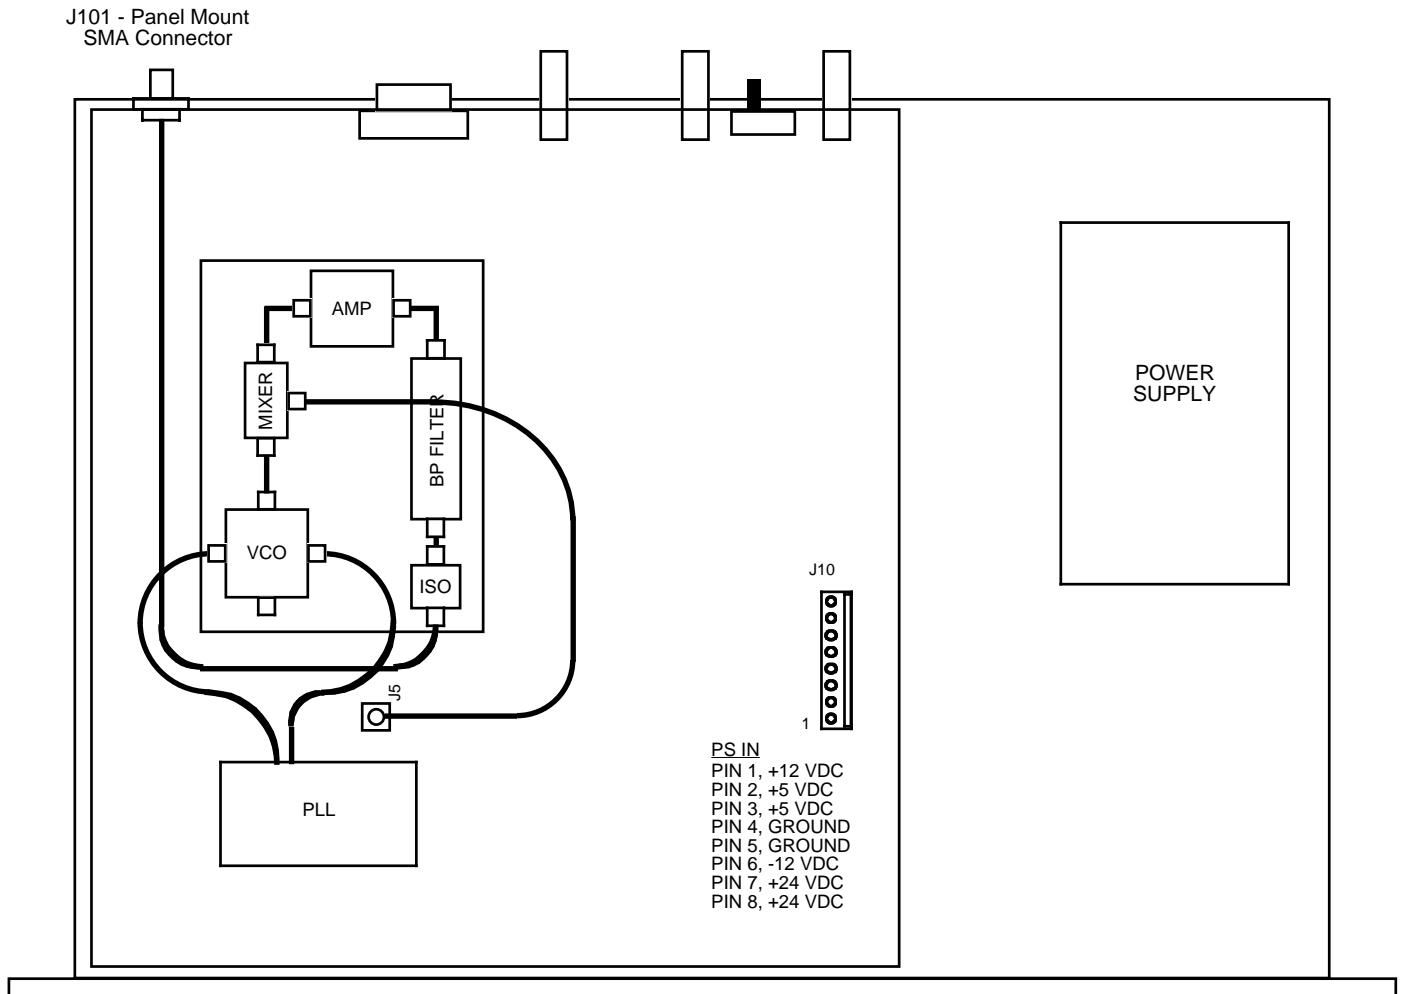 J101 - Panel Mount
SMA Connector
AMP
MIXER
BP FILTER
POWER
SUPPLY
VCO
ISO
J10
J5
1
PS IN
PIN 1, +12 VDC
PIN 2, +5 VDC
PIN 3, +5 VDC
PIN 4, GROUND
PIN 5, GROUND
PIN 6, -12 VDC
PIN 7, +24 VDC
PIN 8, +24 VDC
PLL